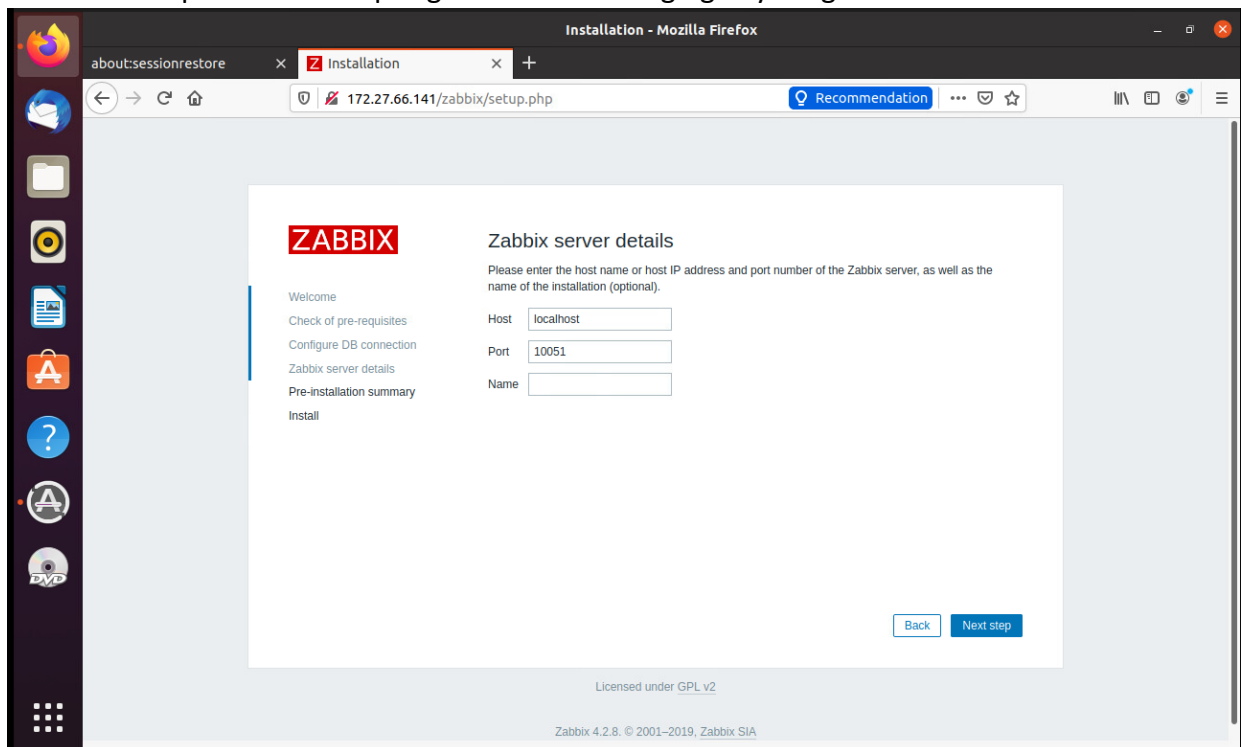 Installation - Mozilla Firefox
about:sessionrestore
Z Installation
172.27.66.141/zabbix/setup.php
Recommendation
ZABBIX
Welcome
Check of pre-requisites
Configure DB connection
Zabbix server details
Pre-installation summary
Install
Zabbix server details
Please enter the host name or host IP address and port number of the Zabbix server, as well as the
name of the installation (optional).
Host localhost
Port 10051
Name
Back Next step
Licensed under GPL v2
Zabbix 4.2.8. © 2001–2019, Zabbix SIA
DVD